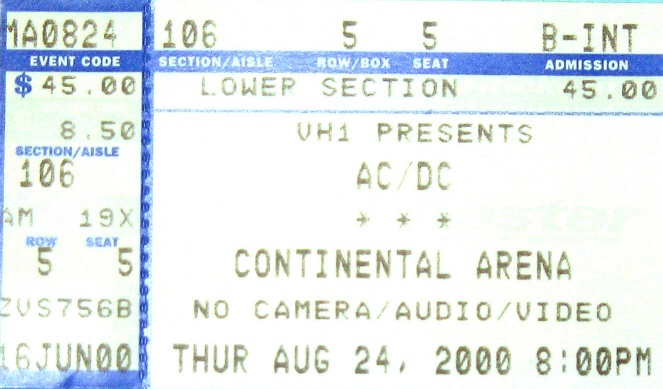 MA0824 106 5 5 B-INT
EVENT CODE SECTION/AISLE ROW/BOX SEAT ADMISSION
$ 45.00 LOWER SECTION 45.00
8.50 VH1 PRESENTS
SECTION/AISLE
106 AC/DC
AM 19X * * *
ROW SEAT
5 5 CONTINENTAL ARENA
ZVS756B NO CAMERA/AUDIO/VIDEO
16JUN00 THUR AUG 24, 2000 8:00PM